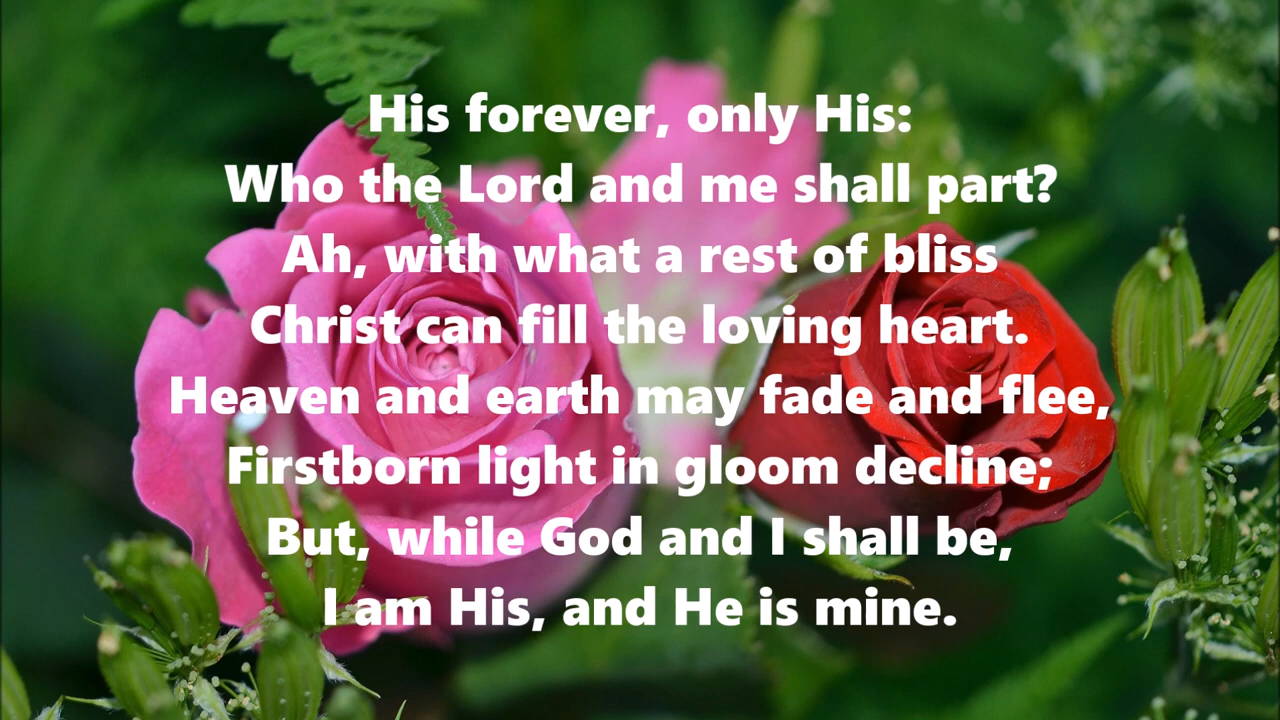 His forever, only His:
Who the Lord and me shall part?
Ah, with what a rest of bliss
Christ can fill the loving heart.
Heaven and earth may fade and flee,
Firstborn light in gloom decline;
But, while God and I shall be,
I am His, and He is mine.